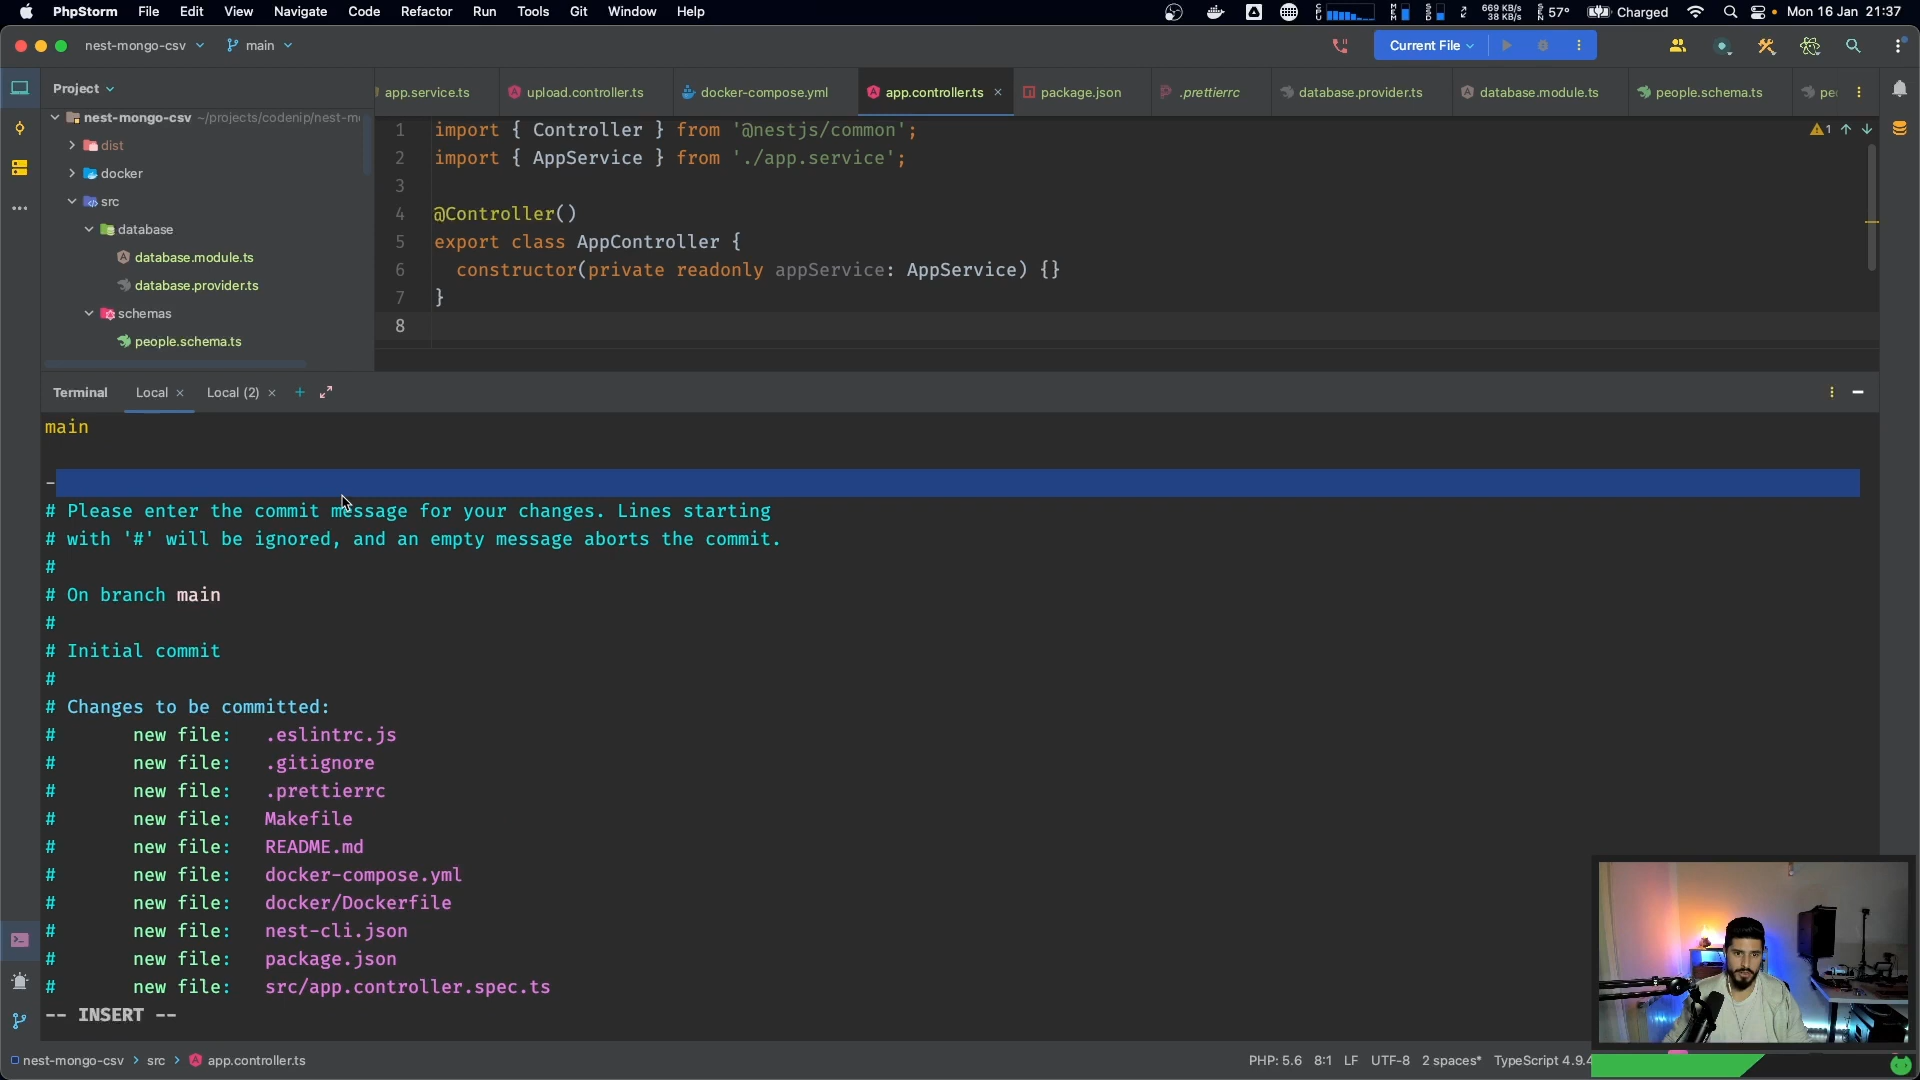 PhpStorm File Edit View Navigate Code Refactor Run Tools Git Window Help
669 KB/s
38 KB/s
57° Charged Mon 16 Jan 21:37
nest-mongo-csv main Current File
Project app.service.ts upload.controller.ts docker-compose.yml app.controller.ts package.json .prettierrc database.provider.ts database.module.ts people.schema.ts
nest-mongo-csv ~/projects/codenip/nest-m
dist
docker
src
database
database.module.ts
database.provider.ts
schemas
people.schema.ts
1 import { Controller } from '@nestjs/common';
2 import { AppService } from './app.service';
3
4 @Controller()
5 export class AppController {
6 constructor(private readonly appService: AppService) {}
7 }
8
1
Terminal Local Local (2)
main
-
# Please enter the commit message for your changes. Lines starting
# with '#' will be ignored, and an empty message aborts the commit.
#
# On branch main
#
# Initial commit
#
# Changes to be committed:
# new file: .eslintrc.js
# new file: .gitignore
# new file: .prettierrc
# new file: Makefile
# new file: README.md
# new file: docker-compose.yml
# new file: docker/Dockerfile
# new file: nest-cli.json
# new file: package.json
# new file: src/app.controller.spec.ts
-- INSERT --
nest-mongo-csv src app.controller.ts PHP: 5.6 8:1 LF UTF-8 2 spaces* TypeScript 4.9.4